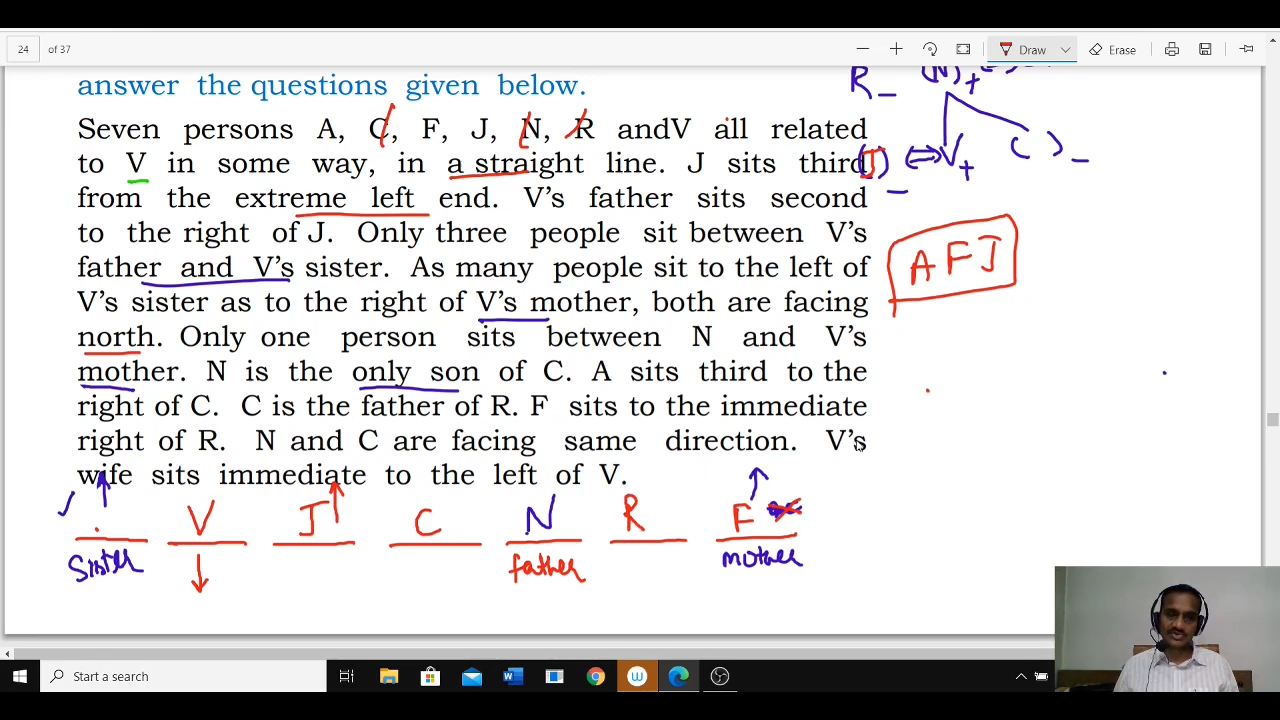 24 of 37
Draw
Erase
answer the questions given below.
R_ (N)+
Seven persons A, C, F, J, N, R andV all related
to V in some way, in a straight line. J sits third
(J) ⇔ V+ ( )_
from the extreme left end. V's father sits second
to the right of J. Only three people sit between V's
A F J
father and V's sister. As many people sit to the left of
V's sister as to the right of V's mother, both are facing
north. Only one person sits between N and V's
mother. N is the only son of C. A sits third to the
right of C. C is the father of R. F sits to the immediate
right of R. N and C are facing same direction. V's
wife sits immediate to the left of V.
V J C N R F
Sister father mother
Type here to search